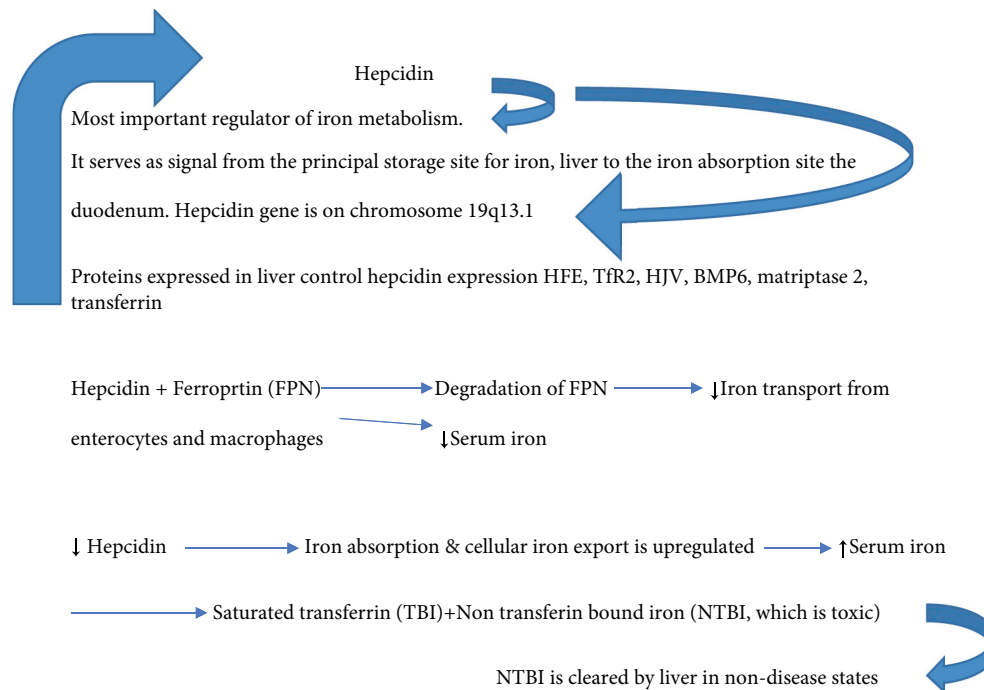 Hepcidin
Most important regulator of iron metabolism.
It serves as signal from the principal storage site for iron, liver to the iron absorption site the
duodenum. Hepcidin gene is on chromosome 19q13.1
Proteins expressed in liver control hepcidin expression HFE, TfR2, HJV, BMP6, matriptase 2,
transferrin
Hepcidin + Ferroprtin (FPN) Degradation of FPN ↓Iron transport from
enterocytes and macrophages ↓Serum iron
↓ Hepcidin Iron absorption & cellular iron export is upregulated ↑Serum iron
Saturated transferrin (TBI)+Non transferin bound iron (NTBI, which is toxic)
NTBI is cleared by liver in non-disease states